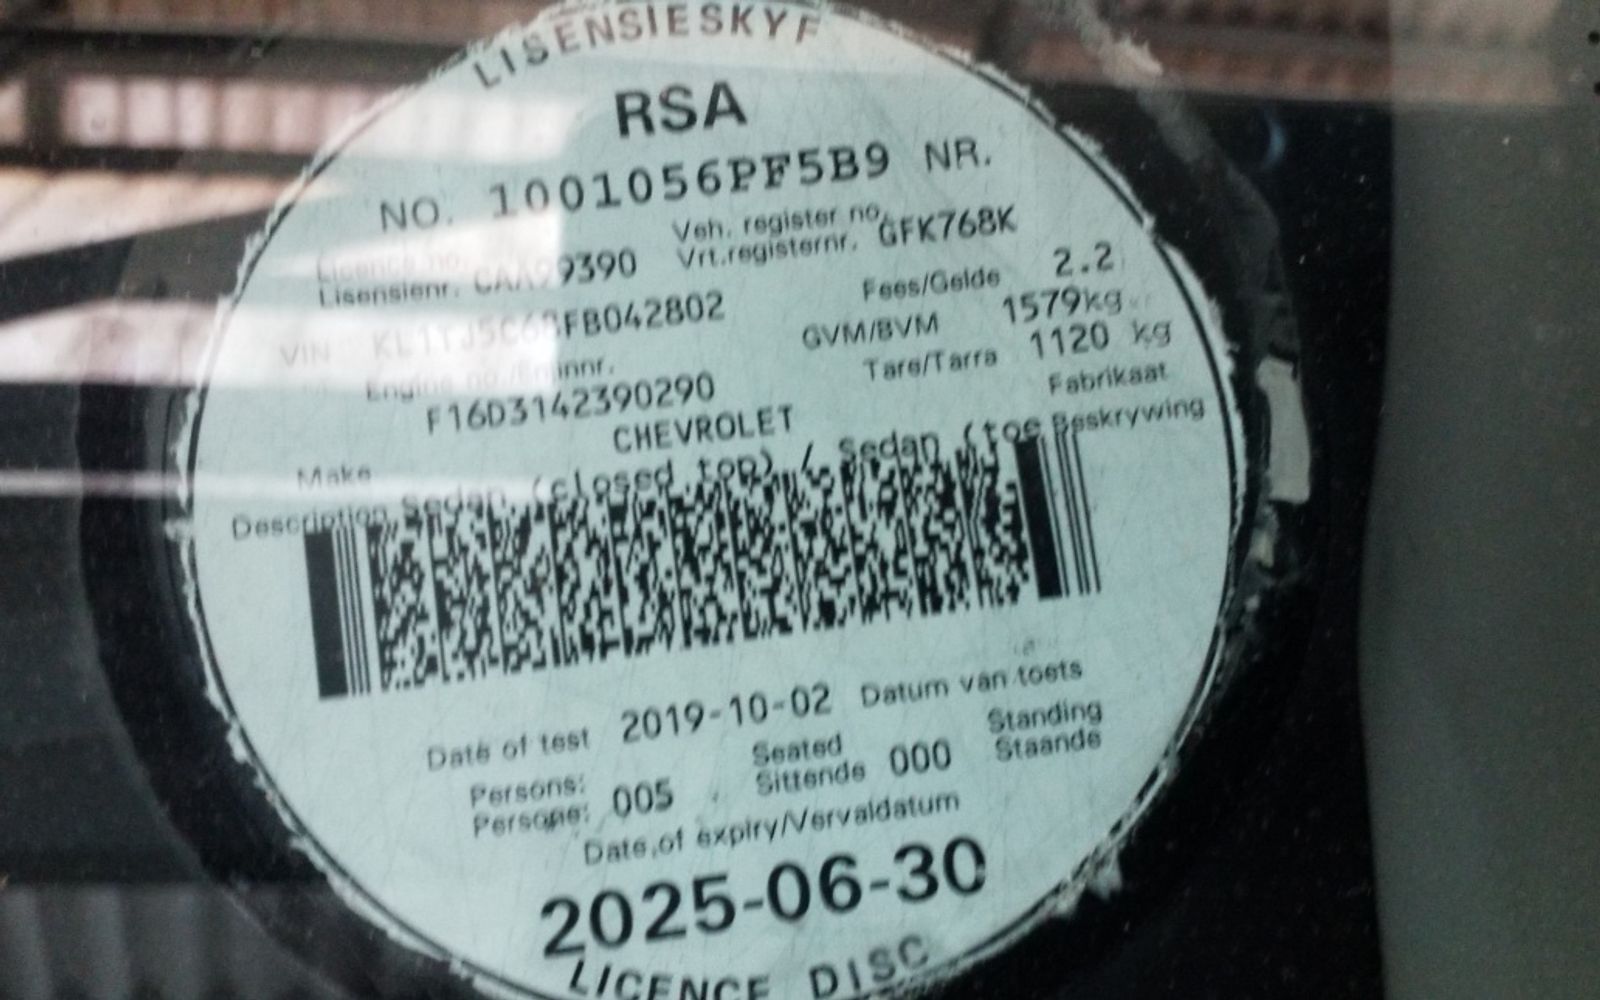 LISENSIESKYF
RSA
NO. 1001056PF5B9 NR.
Licence no. Veh. register no.
Lisensienr. CAA99390 Vrt.registernr. GFK768K
Fees/Gelde 2.2
VIN GVM/BVM 1579kg
Engine no./Enjinnr. F16D3142390290 Tare/Tarra 1120 kg
Make CHEVROLET Fabrikaat
Description Sedan (closed top) / Sedan (toe Beskrywing
Date of test 2019-10-02 Datum van toets
Persons: Seated Standing
Persone: 005 Sittende 000 Staande
Date of expiry/Vervaldatum
2025-06-30
LICENCE DISC